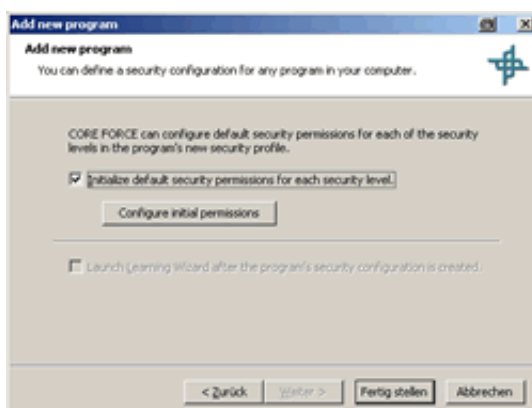 Add new program
Add new program
You can define a security configuration for any program in your computer.
CORE FORCE can configure default security permissions for each of the security
levels in the program's new security profile.
Initialize default security permissions for each security level.
Configure initial permissions
Launch Learning Wizard after the program's security configuration is created.
< Zurück
Weiter >
Fertig stellen
Abbrechen